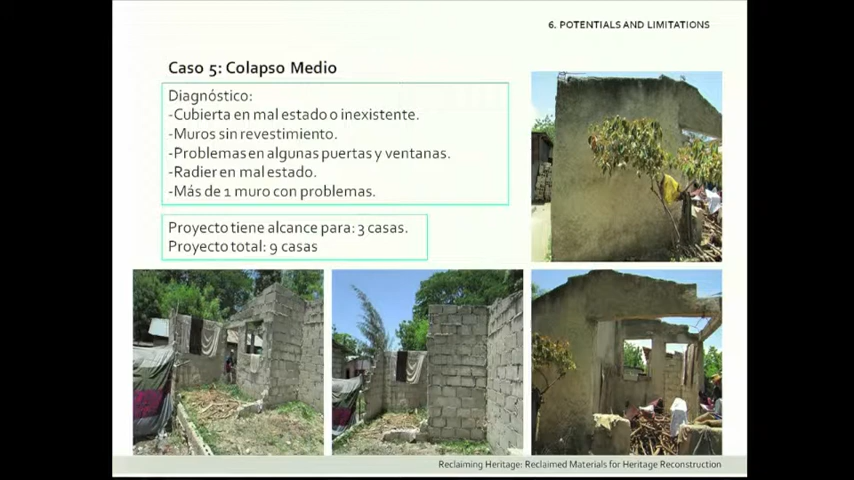 6. POTENTIALS AND LIMITATIONS
Caso 5: Colapso Medio
Diagnóstico:
-Cubierta en mal estado o inexistente.
-Muros sin revestimiento.
-Problemas en algunas puertas y ventanas.
-Radier en mal estado.
-Más de 1 muro con problemas.
Proyecto tiene alcance para: 3 casas.
Proyecto total: 9 casas
Reclaiming Heritage: Reclaimed Materials for Heritage Reconstruction